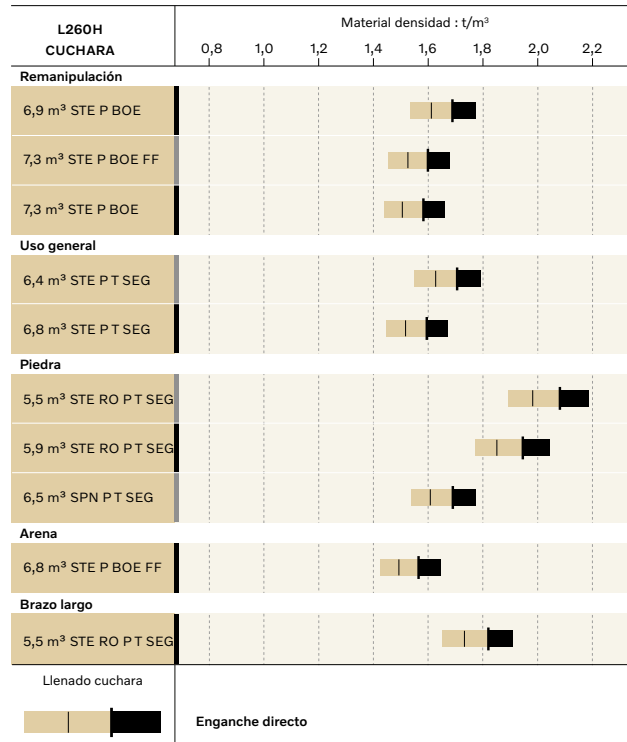 L260H
CUCHARA
Material densidad : t/m³
0,8 1,0 1,2 1,4 1,6 1,8 2,0 2,2
Remanipulación
6,9 m³ STE P BOE
7,3 m³ STE P BOE FF
7,3 m³ STE P BOE
Uso general
6,4 m³ STE P T SEG
6,8 m³ STE P T SEG
Piedra
5,5 m³ STE RO P T SEG
5,9 m³ STE RO P T SEG
6,5 m³ SPN P T SEG
Arena
6,8 m³ STE P BOE FF
Brazo largo
5,5 m³ STE RO P T SEG
Llenado cuchara
Enganche directo